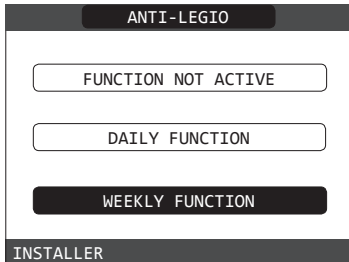 ANTI-LEGIO
FUNCTION NOT ACTIVE
DAILY FUNCTION
WEEKLY FUNCTION
INSTALLER